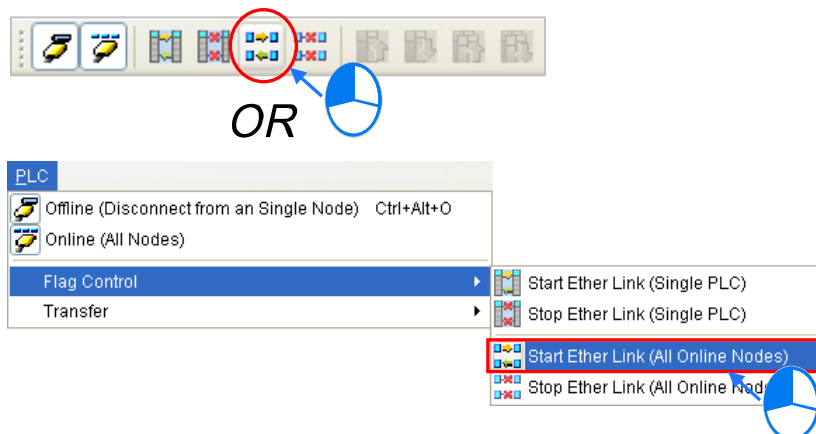 OR
PLC
Offline (Disconnect from an Single Node) Ctrl+Alt+O
Online (All Nodes)
Flag Control
Transfer
Start Ether Link (Single PLC)
Stop Ether Link (Single PLC)
Start Ether Link (All Online Nodes)
Stop Ether Link (All Online